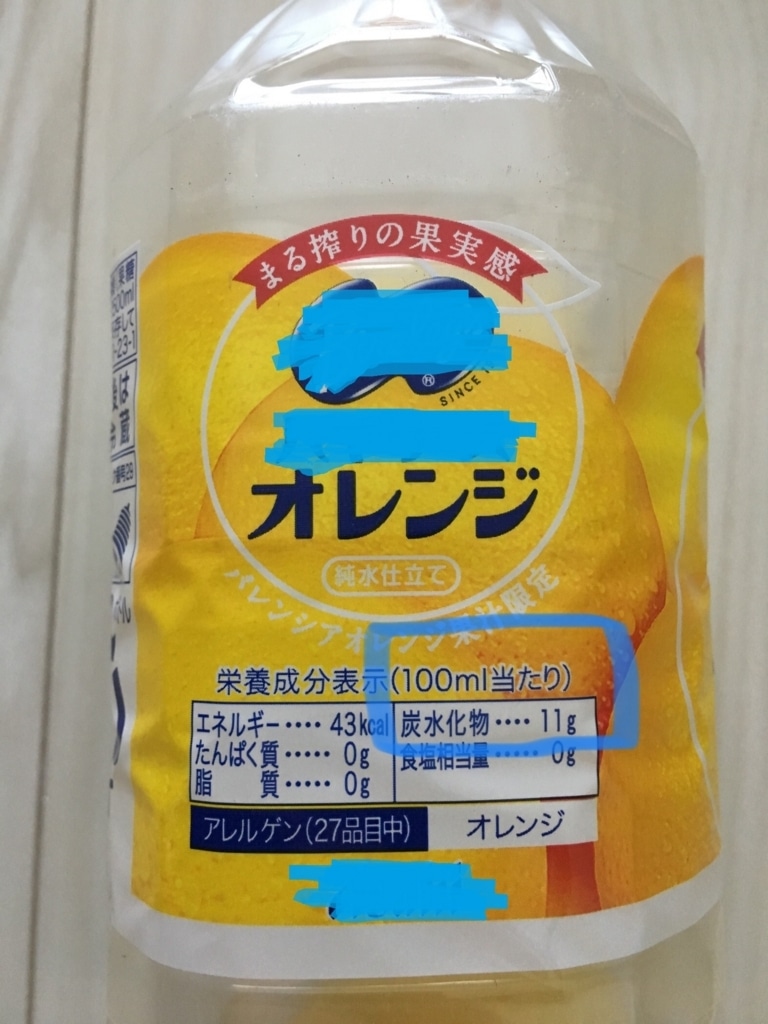 まる搾りの果実感
®
SINCE
オレンジ
純水仕立て
バレンシアオレンジ果汁限定
栄養成分表示(100ml当たり)
エネルギー····· 43kcal 炭水化物···· 11g
たんぱく質····· 0g 食塩相当量····· 0g
脂 質····· 0g
アレルゲン(27品目中) オレンジ
果糖
500ml